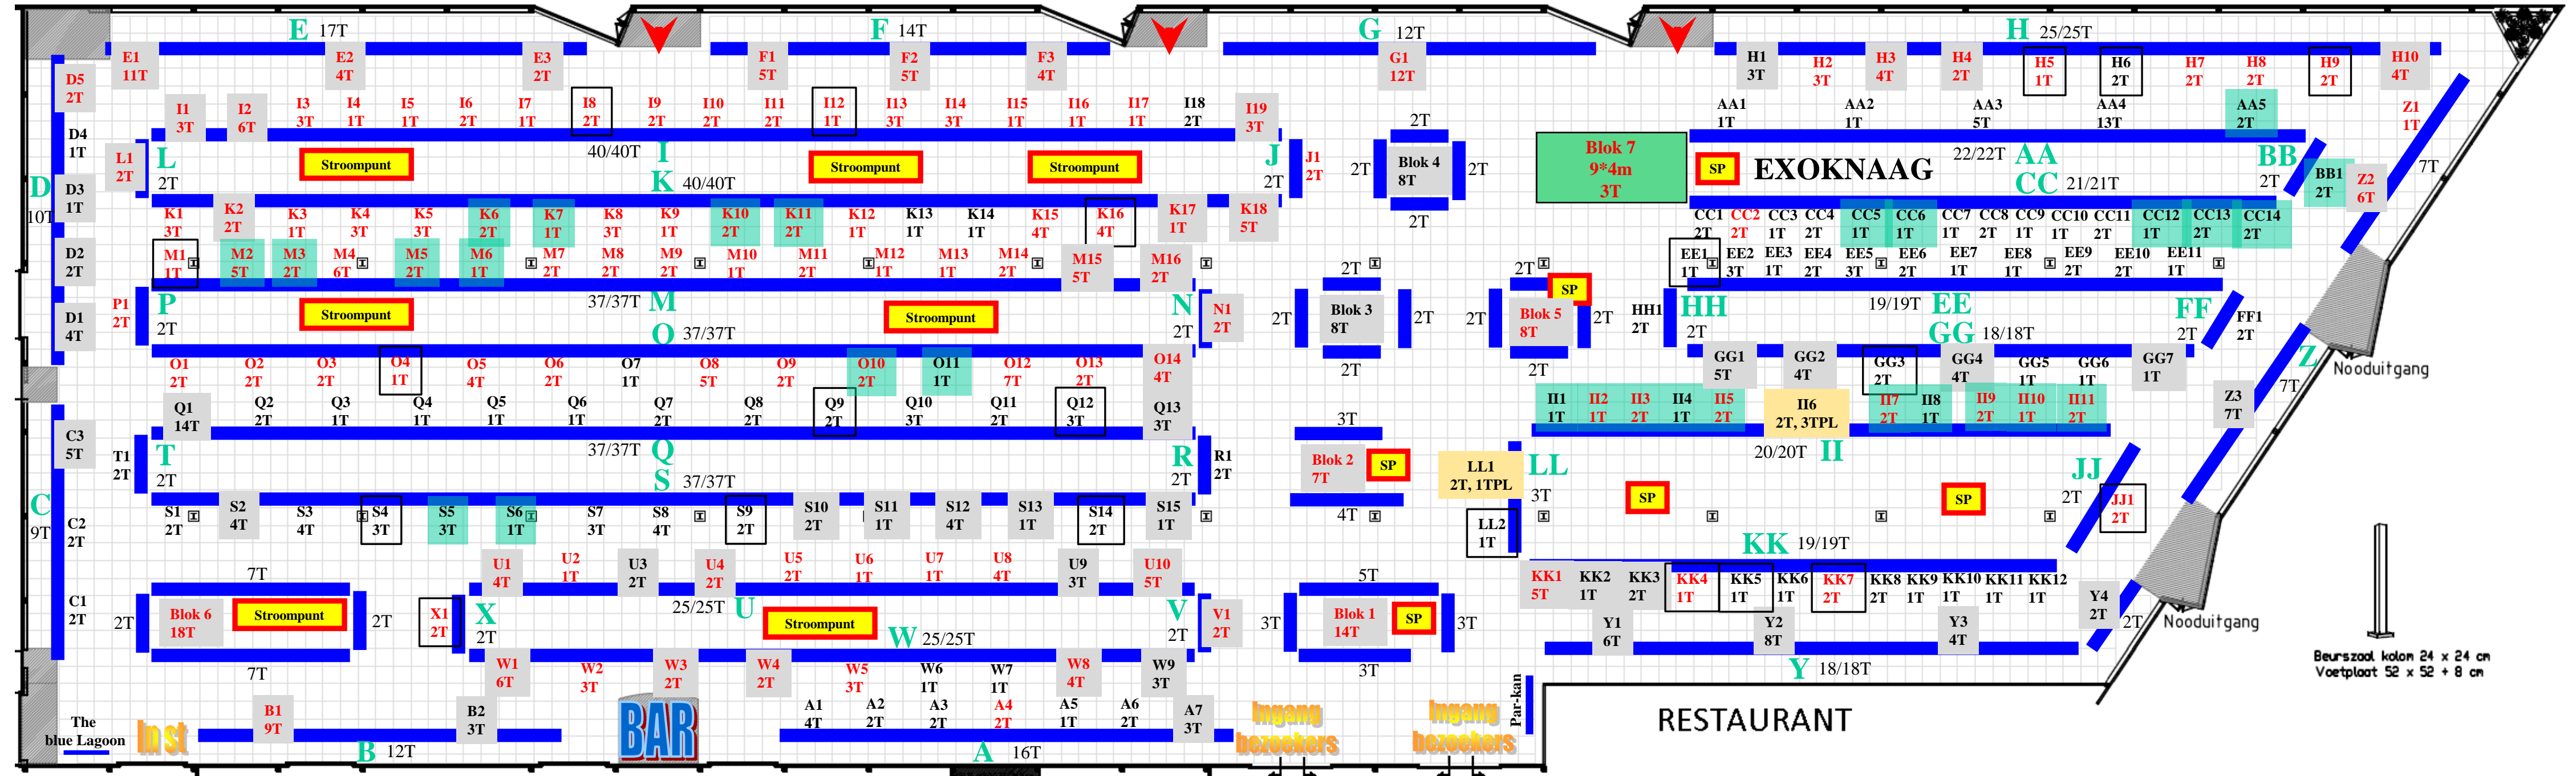 E 17T
F 14T
G 12T
H 25/25T
E1 11T
E2 4T
E3 2T
F1 5T
F2 5T
F3 4T
G1 12T
H1 3T
H2 3T
H3 4T
H4 2T
H5 1T
H6 2T
H7 2T
H8 2T
H9 2T
H10 4T
D5 2T
D4 1T
D3 1T
D 10T
D2 2T
D1 4T
I1 3T
I2 6T
I3 3T
I4 1T
I5 1T
I6 2T
I7 1T
I8 2T
I9 2T
I10 2T
I11 2T
I12 1T
I13 3T
I14 3T
I15 1T
I16 1T
I17 1T
I18 2T
I19 3T
AA1 1T
AA2 1T
AA3 5T
AA4 13T
AA5 2T
Z1 1T
L1 2T
L 2T
Stroompunt
40/40T I
Stroompunt
Stroompunt
J 2T
J1 2T
K 40/40T
2T
2T
Blok 4 8T
2T
2T
Blok 7
9*4m
3T
SP
EXOKNAAG
22/22T AA
CC 21/21T
BB 2T
BB1 2T
Z2 6T
7T
K1 3T
K2 2T
K3 1T
K4 3T
K5 3T
K6 2T
K7 1T
K8 3T
K9 1T
K10 2T
K11 2T
K12 1T
K13 1T
K14 1T
K15 4T
K16 4T
K17 1T
K18 5T
CC1 2T
CC2 2T
CC3 1T
CC4 2T
CC5 1T
CC6 1T
CC7 1T
CC8 2T
CC9 1T
CC10 1T
CC11 2T
CC12 1T
CC13 2T
CC14 2T
M1 1T
M2 5T
M3 2T
M4 6T
M5 2T
M6 1T
M7 2T
M8 2T
M9 2T
M10 1T
M11 2T
M12 1T
M13 1T
M14 2T
M15 5T
M16 2T
EE1 1T
EE2 3T
EE3 1T
EE4 2T
EE5 3T
EE6 2T
EE7 1T
EE8 1T
EE9 2T
EE10 2T
EE11 1T
P1 2T
P 2T
Stroompunt
37/37T M
O 37/37T
Stroompunt
N 2T
N1 2T
2T
2T
Blok 3 8T
2T
2T
2T
2T
SP
Blok 5 8T
2T
2T
HH1 2T
HH 2T
19/19T EE
GG 18/18T
FF 2T
FF1 2T
Z 7T
Nooduitgang
O1 2T
O2 2T
O3 2T
O4 1T
O5 4T
O6 2T
O7 1T
O8 5T
O9 2T
O10 2T
O11 1T
O12 7T
O13 2T
O14 4T
GG1 5T
GG2 4T
GG3 2T
GG4 4T
GG5 1T
GG6 1T
GG7 1T
Q1 14T
Q2 2T
Q3 1T
Q4 1T
Q5 1T
Q6 1T
Q7 2T
Q8 2T
Q9 2T
Q10 3T
Q11 2T
Q12 3T
Q13 3T
II1 1T
II2 1T
II3 2T
II4 1T
II5 2T
II6 2T, 3TPL
II7 2T
II8 1T
II9 2T
II10 1T
II11 2T
Z3 7T
C3 5T
T1 2T
T 2T
37/37T Q
S 37/37T
R 2T
R1 2T
3T
Blok 2 7T
SP
4T
LL1
2T, 1TPL
LL 3T
20/20T II
SP
SP
JJ 2T
JJ1 2T
C 9T
C2 2T
S1 2T
S2 4T
S3 4T
S4 3T
S5 3T
S6 1T
S7 3T
S8 4T
S9 2T
S10 2T
S11 1T
S12 4T
S13 1T
S14 2T
S15 1T
LL2 1T
KK 19/19T
U1 4T
U2 1T
U3 2T
U4 2T
U5 2T
U6 1T
U7 1T
U8 4T
U9 3T
U10 5T
KK1 5T
KK2 1T
KK3 2T
KK4 1T
KK5 1T
KK6 1T
KK7 2T
KK8 2T
KK9 1T
KK10 1T
KK11 1T
KK12 1T
C1 2T
7T
2T
Blok 6 18T
Stroompunt
2T
7T
X1 2T
X 2T
25/25T U
Stroompunt
W 25/25T
V 2T
V1 2T
5T
3T
Blok 1 14T
SP
3T
3T
Y1 6T
Y2 8T
Y3 4T
Y4 2T
2T
Nooduitgang
Y 18/18T
Beurszaal kolom 24 x 24 cm
Voetplaat 52 x 52 + 8 cm
W1 6T
W2 3T
W3 2T
W4 2T
W5 3T
W6 1T
W7 1T
W8 4T
W9 3T
The
blue Lagoon
In st
B1 9T
B2 3T
B 12T
BAR
A1 4T
A2 2T
A3 2T
A4 2T
A5 1T
A6 2T
A7 3T
A 16T
Ingang
bezoekers
Ingang
bezoekers
Par-kan
RESTAURANT